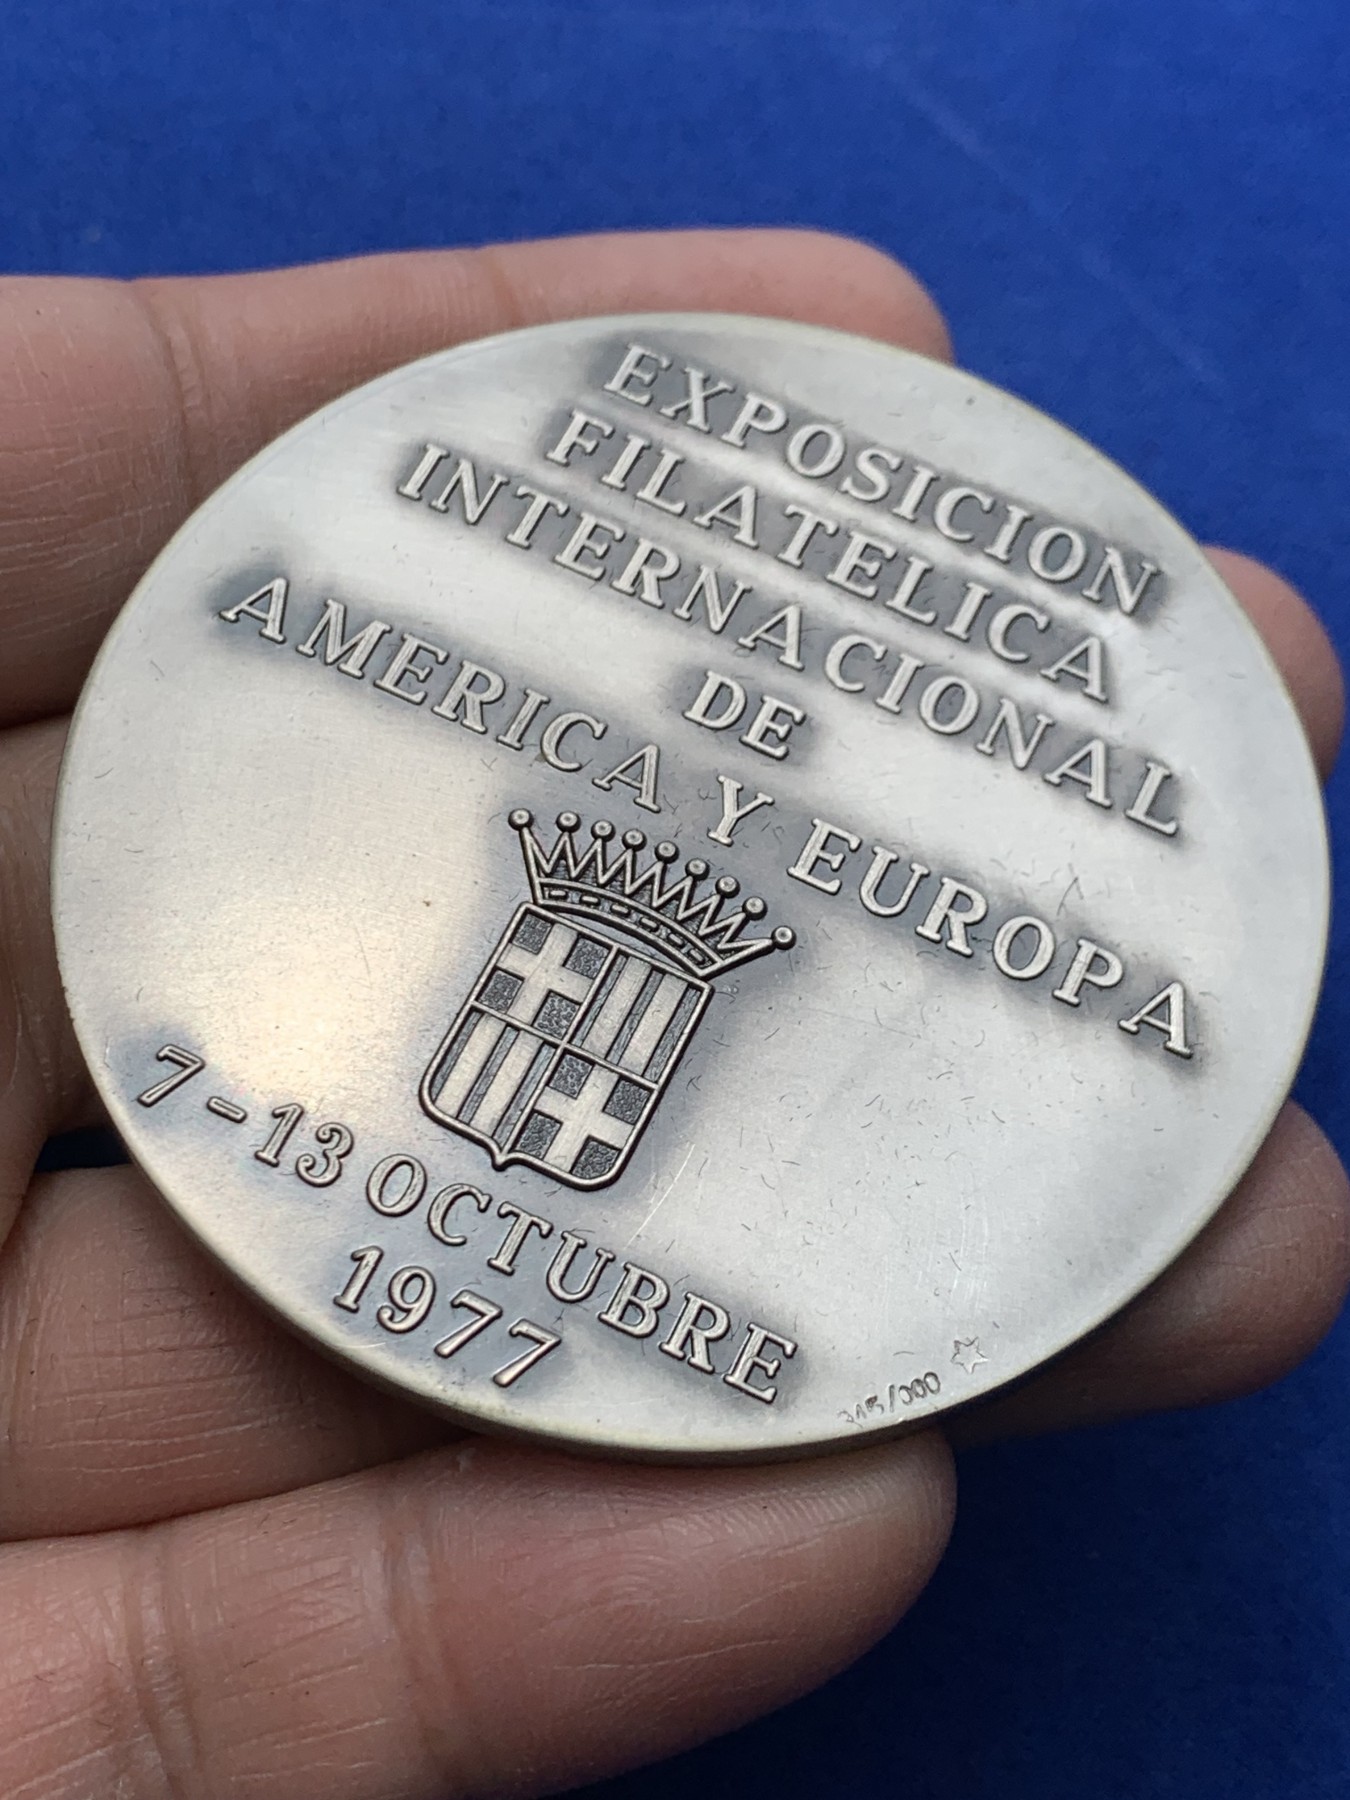 EXPOSICION
FILATELICA
INTERNACIONAL
DE
AMERICA Y EUROPA
7-13 OCTUBRE
1977